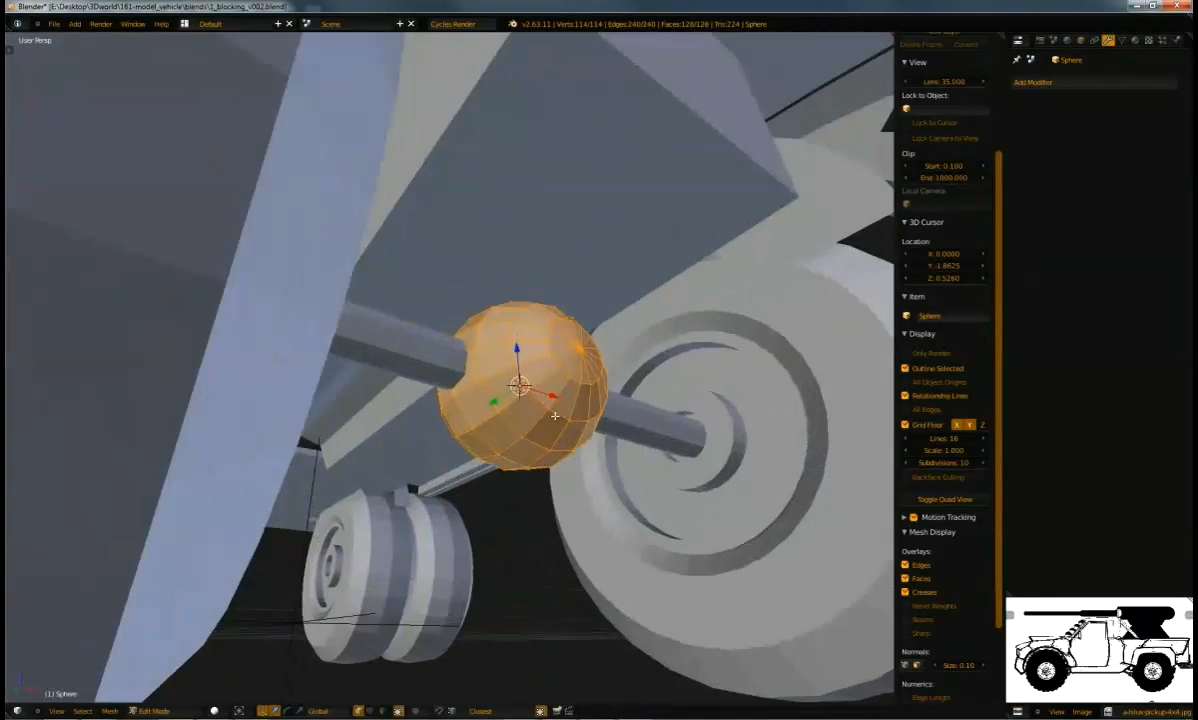 Blender* [E:\Desktop\3Dworld\161-model_vehicle\blends\1_blocking_v002.blend]
File Add Render Window Help Default Scene Cycles Render v2.63.11 | Verts:114/114 | Edges:240/240 | Faces:128/128 | Tris:224 | Sphere
User Persp
Delete Frame Convert
View
Lens: 35.000
Lock to Object:
Lock to Cursor
Lock Camera to View
Clip:
Start: 0.100
End: 1000.000
Local Camera
3D Cursor
Location:
X: 0.0000
Y: -1.8625
Z: 0.5260
Item
Sphere
Display
Only Render
Outline Selected
All Object Origins
Relationship Lines
All Edges
Grid Floor X Y Z
Lines: 16
Scale: 1.000
Subdivisions: 10
Backface Culling
Toggle Quad View
Motion Tracking
Mesh Display
Overlays:
Edges
Faces
Creases
Bevel Weights
Seams
Sharp
Normals:
Size: 0.10
Numerics:
Edge Length
Sphere
Add Modifier
(1) Sphere
View Select Mesh Edit Mode Global Closest
View Image